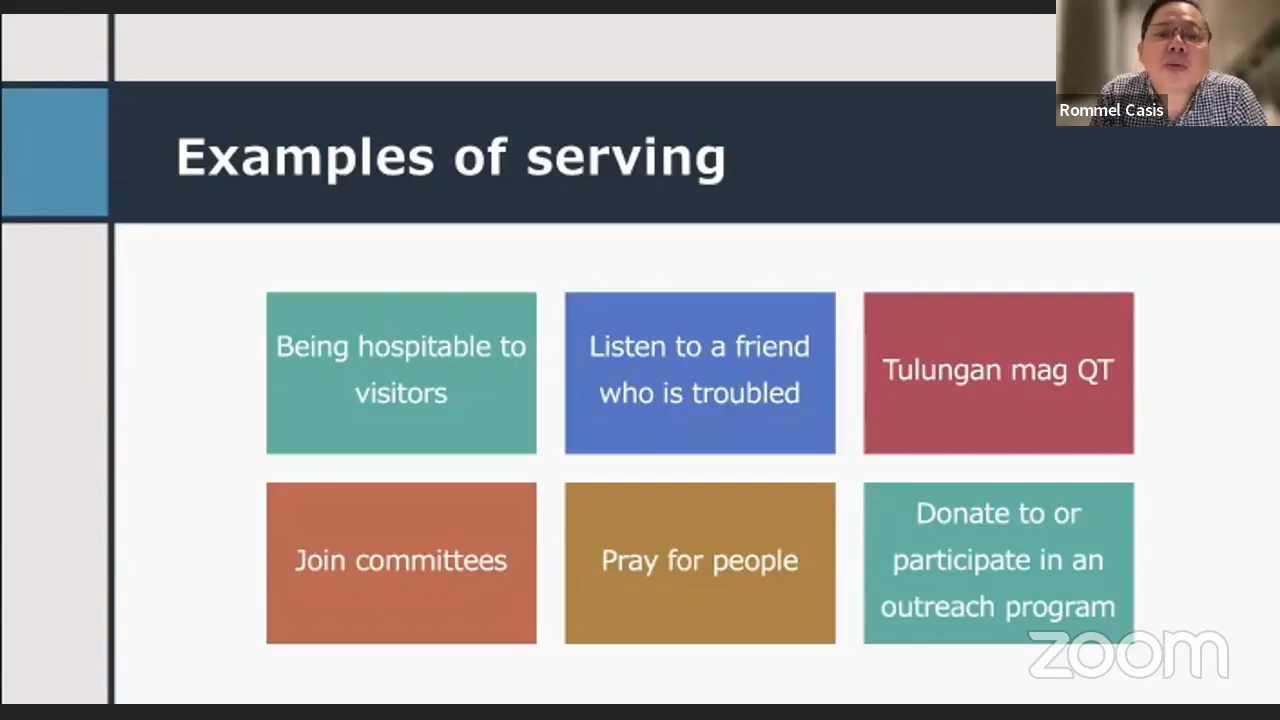 Rommel Casis
Examples of serving
Being hospitable to
visitors
Listen to a friend
who is troubled
Tulungan mag QT
Join committees
Pray for people
Donate to or
participate in an
outreach program
zoom